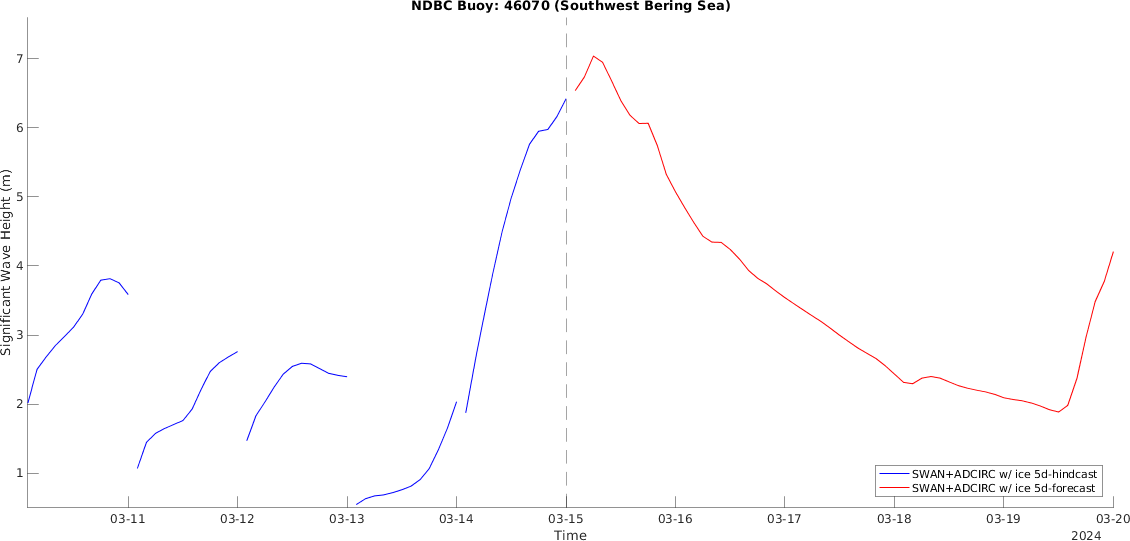 NDBC Buoy: 46070 (Southwest Bering Sea)
Significant Wave Height (m)
7
6
5
4
3
2
1
SWAN+ADCIRC w/ ice 5d-hindcast
SWAN+ADCIRC w/ ice 5d-forecast
03-11 03-12 03-13 03-14 03-15 03-16 03-17 03-18 03-19 03-20
Time
2024